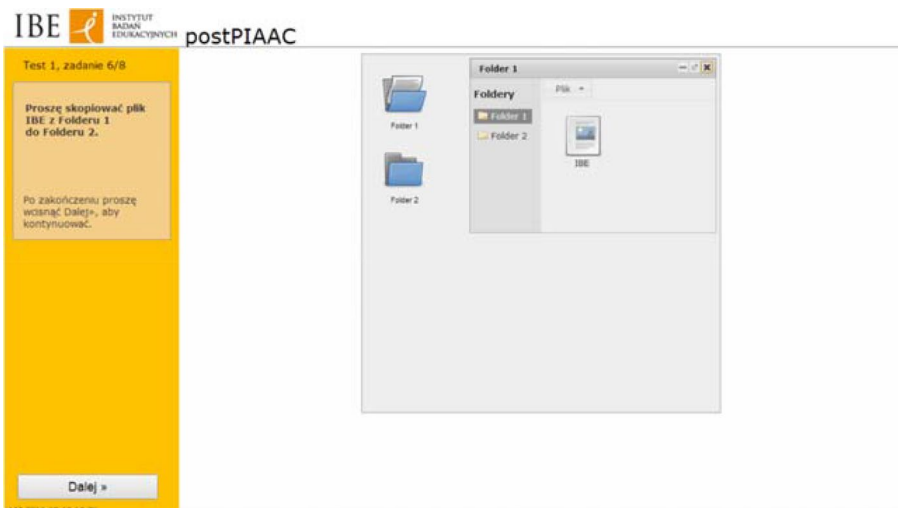 IBE INSTYTUT
BADAŃ
EDUKACYJNYCH
postPIAAC
Test 1, zadanie 6/8
Proszę skopiować plik
IBE z Folderu 1
do Folderu 2.
Po zakończeniu proszę
wcisnąć Dalej», aby
kontynuować.
Dalej »
Folder 1
Folder 2
Folder 1
Foldery
Plik
Folder 1
Folder 2
IBE